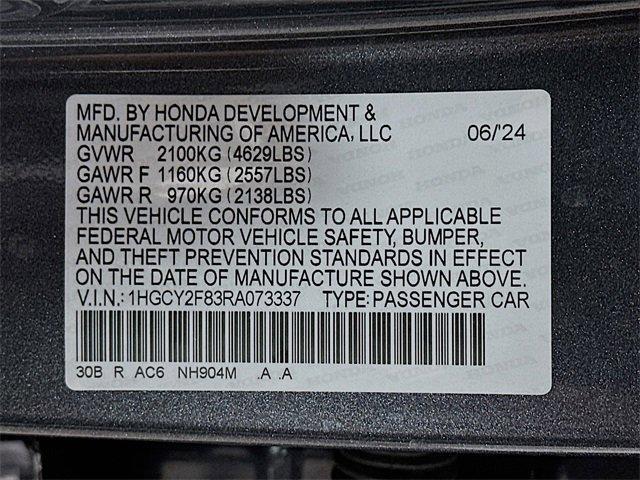 MFD. BY HONDA DEVELOPMENT &
MANUFACTURING OF AMERICA, LLC 06/'24
GVWR 2100KG (4629LBS)
GAWR F 1160KG (2557LBS)
GAWR R 970KG (2138LBS)
THIS VEHICLE CONFORMS TO ALL APPLICABLE
FEDERAL MOTOR VEHICLE SAFETY, BUMPER,
AND THEFT PREVENTION STANDARDS IN EFFECT
ON THE DATE OF MANUFACTURE SHOWN ABOVE.
V.I.N.: 1HGCY2F83RA073337 TYPE: PASSENGER CAR
30B R AC6 NH904M .A .A